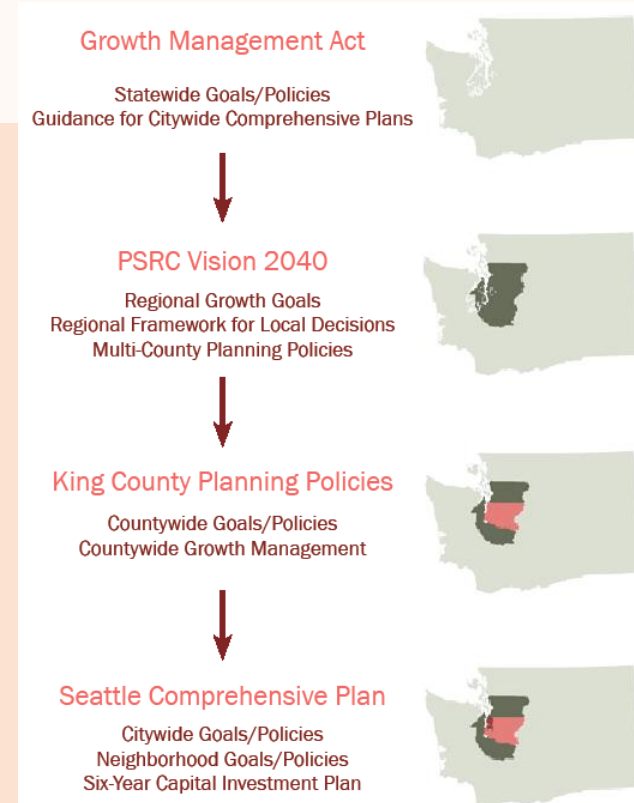 Growth Management Act
Statewide Goals/Policies
Guidance for Citywide Comprehensive Plans
PSRC Vision 2040
Regional Growth Goals
Regional Framework for Local Decisions
Multi-County Planning Policies
King County Planning Policies
Countywide Goals/Policies
Countywide Growth Management
Seattle Comprehensive Plan
Citywide Goals/Policies
Neighborhood Goals/Policies
Six-Year Capital Investment Plan